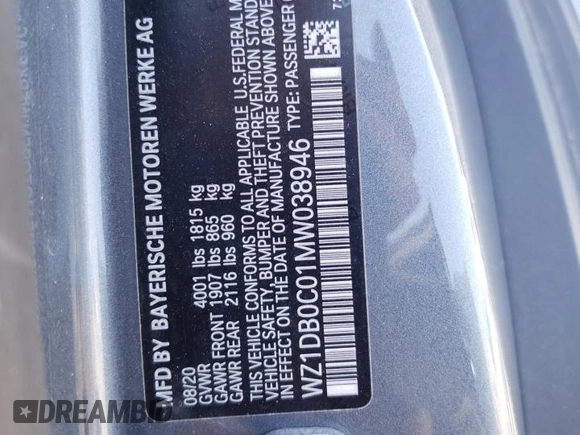 MFD BY BAYERISCHE MOTOREN WERKE AG
08/20
GVWR 4001 lbs 1815 kg
GAWR FRONT 1907 lbs 865 kg
GAWR REAR 2116 lbs 960 kg
THIS VEHICLE CONFORMS TO ALL APPLICABLE U.S.FEDERAL M
VEHICLE SAFETY, BUMPER AND THEFT PREVENTION STAND
IN EFFECT ON THE DATE OF MANUFACTURE SHOWN ABOVE
WZ1DB0C01MW038946 TYPE: PASSENGER C
DREAMBID